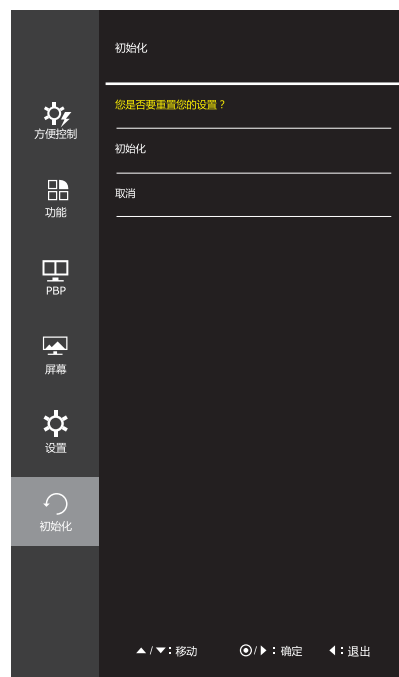 初始化
您是否要重置您的设置？
初始化
取消
方便控制
功能
PBP
屏幕
设置
初始化
▲/▼：移动 ◉/▶：确定 ◀：退出